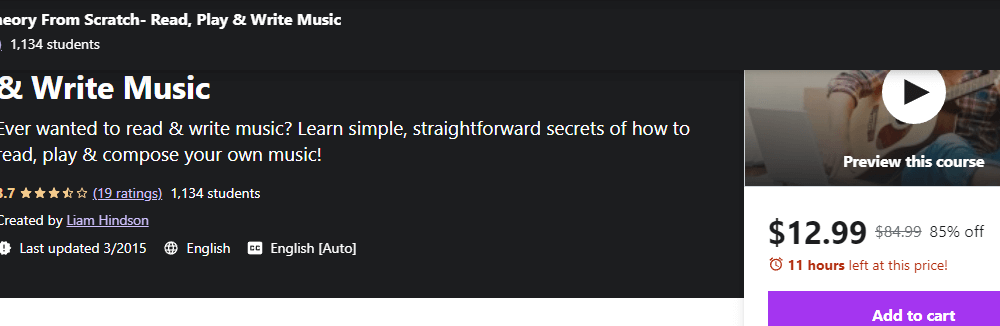 eory From Scratch- Read, Play & Write Music
1,134 students
& Write Music
Ever wanted to read & write music? Learn simple, straightforward secrets of how to
read, play & compose your own music!
3.7 (19 ratings) 1,134 students
Created by Liam Hindson
Last updated 3/2015 English CC English [Auto]
Preview this course
$12.99 $84.99 85% off
11 hours left at this price!
Add to cart